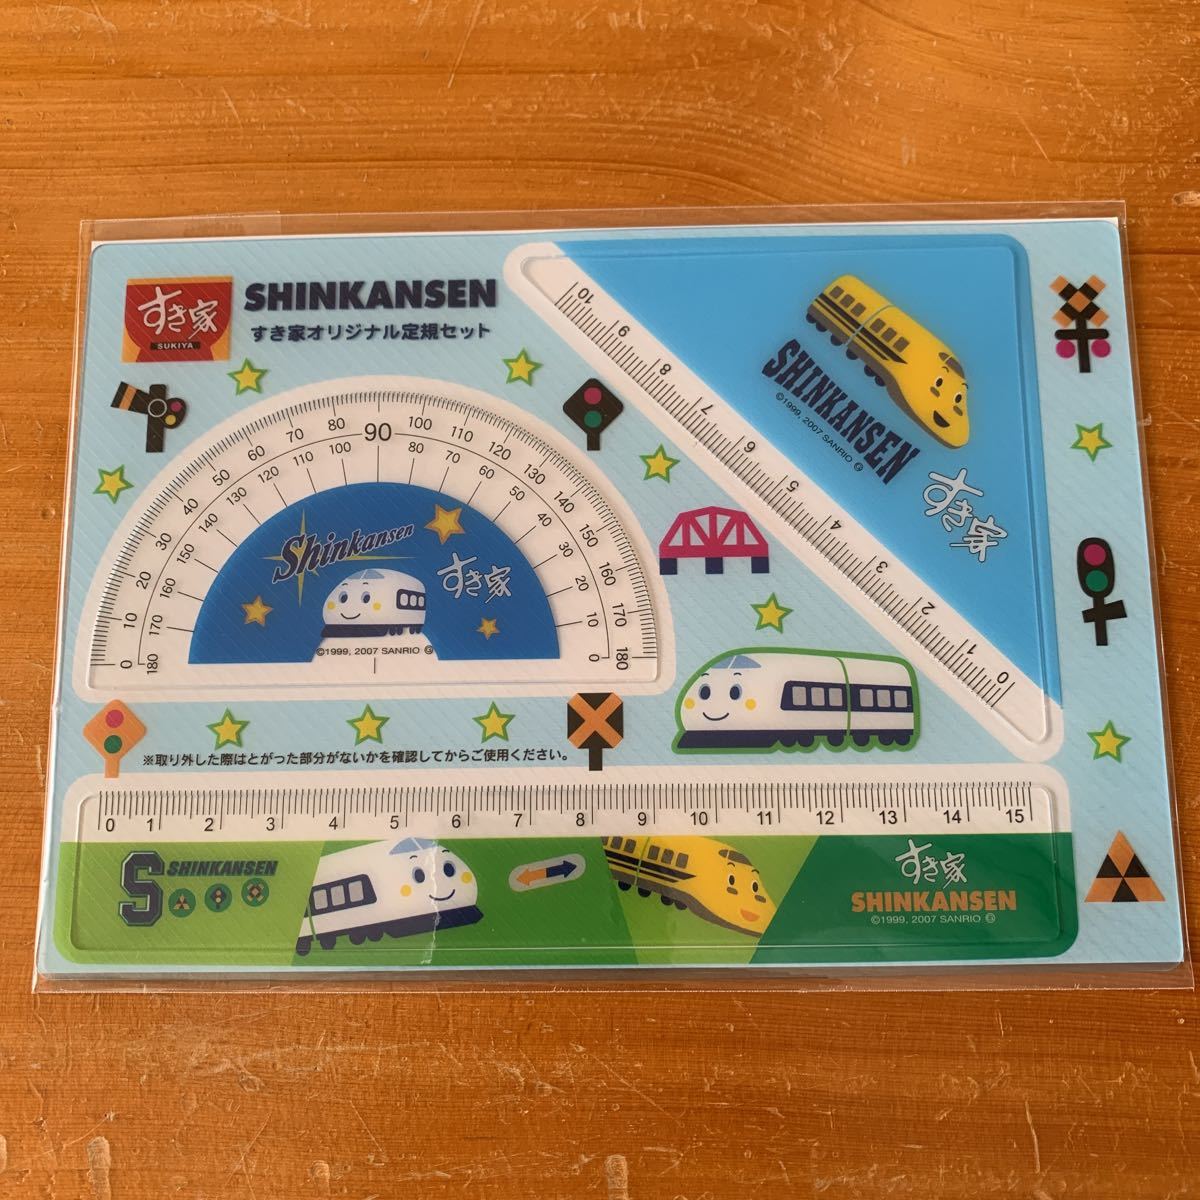 すき家
SUKIYA
SHINKANSEN
すき家オリジナル定規セット
0 10 20 30 40 50 60 70 80 90 100 110 120 130 140 150 160 170 180
180 170 160 150 140 130 120 110 100 80 70 60 50 40 30 20 10 0
Shinkansen
すき家
©1999, 2007 SANRIO Ⓖ
10 9 8 7 6 5 4 3 2 1 0
SHINKANSEN
©1999, 2007 SANRIO Ⓖ
すき家
※取り外した際はとがった部分がないかを確認してからご使用ください。
0 1 2 3 4 5 6 7 8 9 10 11 12 13 14 15
S SHINKANSEN
すき家
SHINKANSEN
©1999, 2007 SANRIO Ⓖ